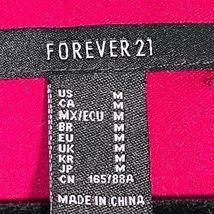 FOREVER 21
US M
CA M
MX/ECU M
BR M
EU M
UK M
KR M
JP M
CN 165/88A
MADE IN CHINA